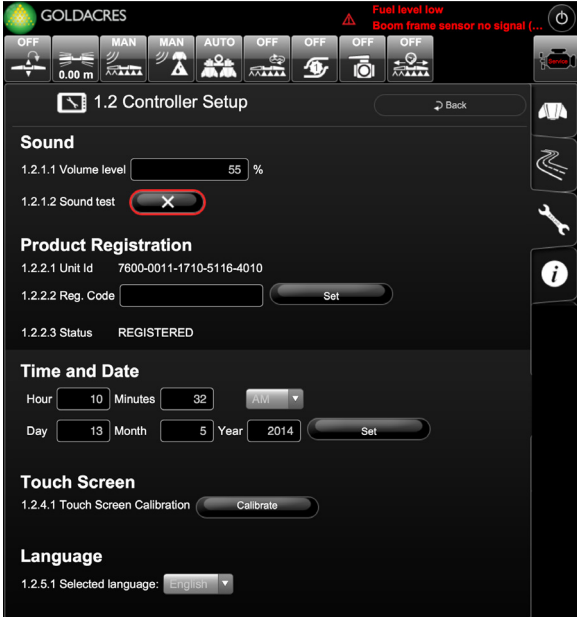 GOLDACRES
Fuel level low
Boom frame sensor no signal (...
OFF MAN MAN AUTO OFF OFF OFF OFF
0.00 m
1
Service
1.2 Controller Setup
Back
Sound
1.2.1.1 Volume level 55 %
1.2.1.2 Sound test
Product Registration
1.2.2.1 Unit Id 7600-0011-1710-5116-4010
1.2.2.2 Reg. Code Set
1.2.2.3 Status REGISTERED
Time and Date
Hour 10 Minutes 32 AM
Day 13 Month 5 Year 2014 Set
Touch Screen
1.2.4.1 Touch Screen Calibration Calibrate
Language
1.2.5.1 Selected language: English